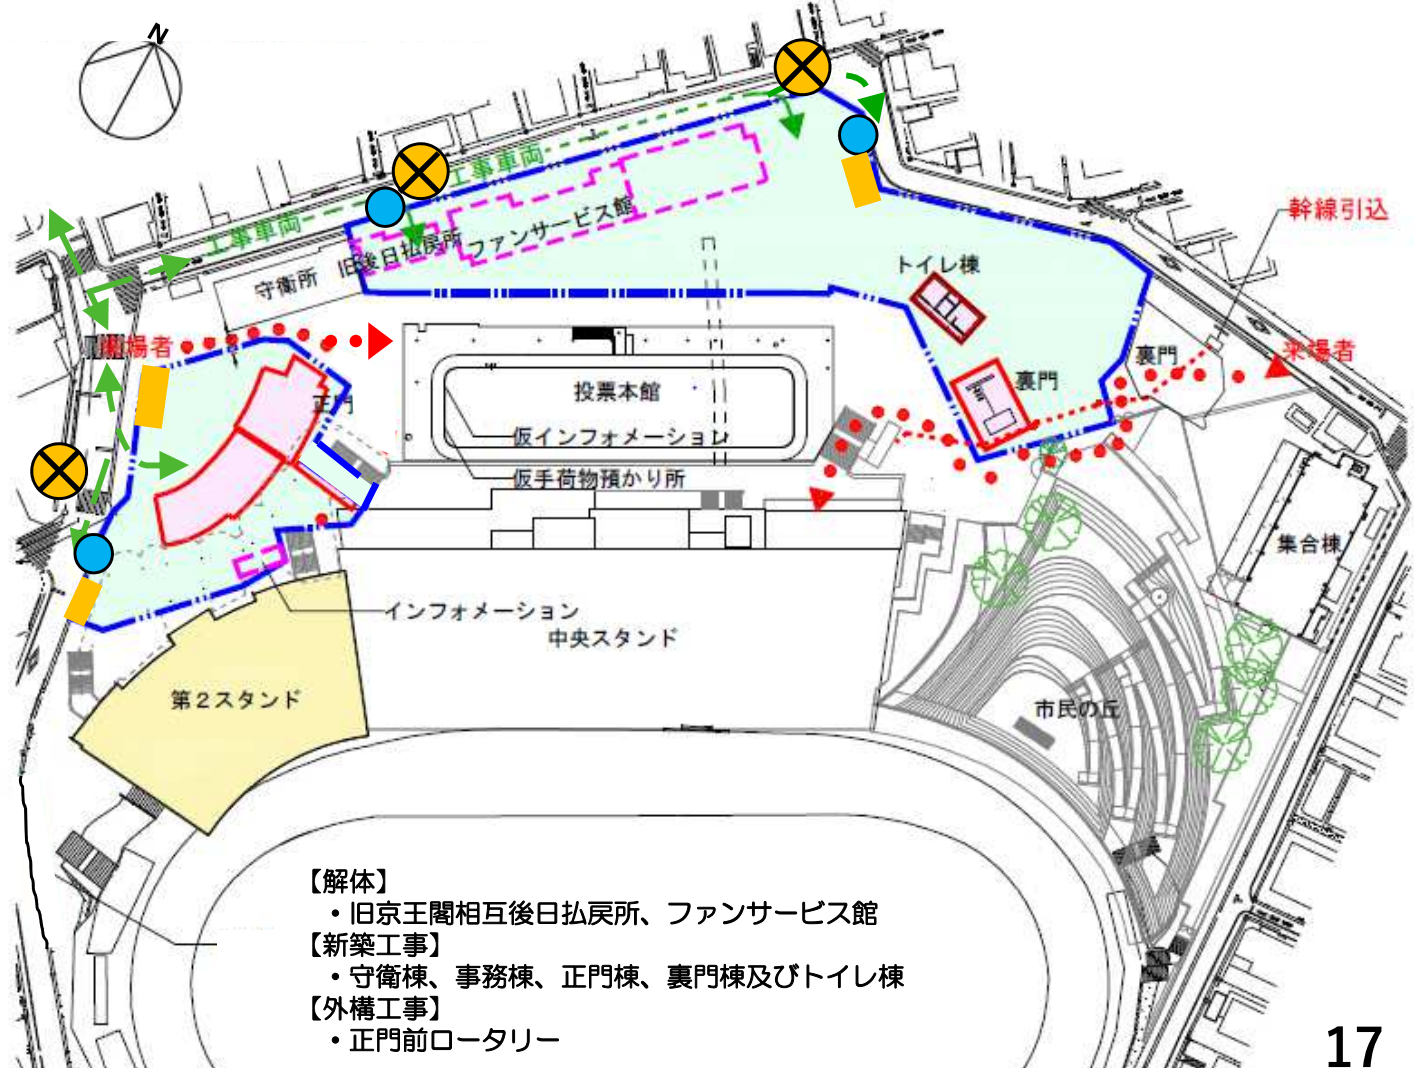 N
工事車両
幹線引込
工事車両
ファンサービス館
旧後日払戻所
守衛所
トイレ棟
来場者
裏門
来場者
投票本館
裏門
正門
仮インフォメーション
仮手荷物預かり所
集合棟
インフォメーション
中央スタンド
第2スタンド
市民の丘
【解体】
・旧京王閣相互後日払戻所、ファンサービス館
【新築工事】
・守衛棟、事務棟、正門棟、裏門棟及びトイレ棟
【外構工事】
・正門前ロータリー
17